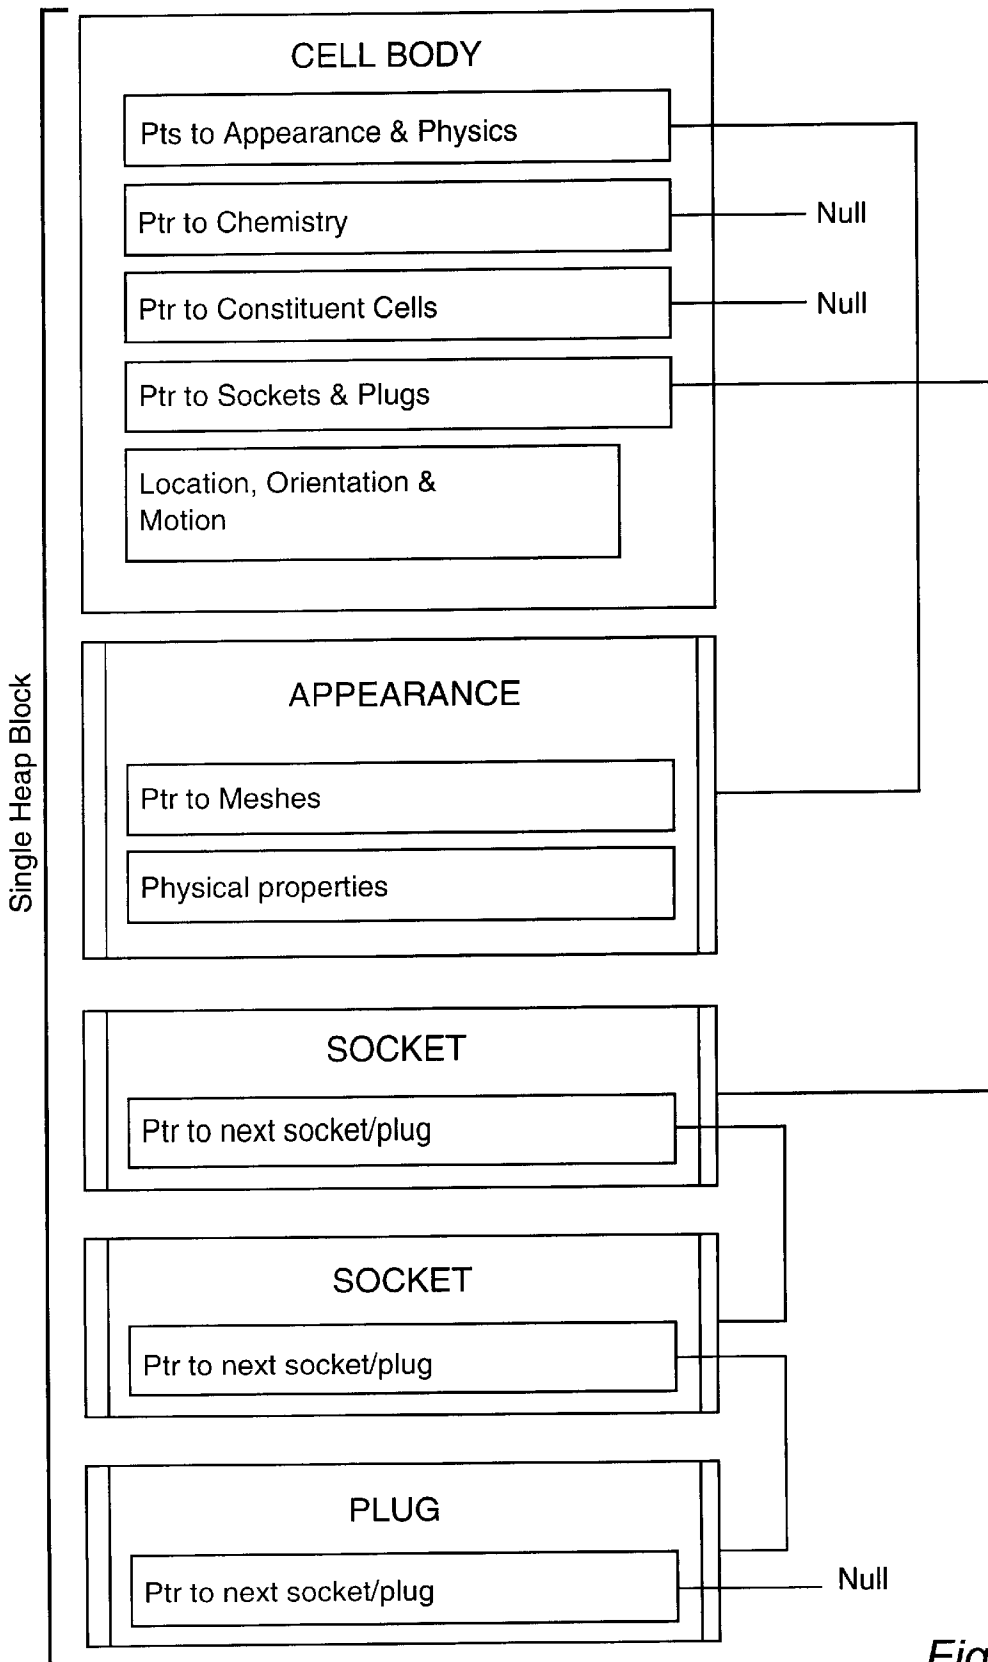 CELL BODY
Pts to Appearance & Physics
Ptr to Chemistry
Null
Ptr to Constituent Cells
Null
Ptr to Sockets & Plugs
Location, Orientation &
Motion
Single Heap Block
APPEARANCE
Ptr to Meshes
Physical properties
SOCKET
Ptr to next socket/plug
SOCKET
Ptr to next socket/plug
PLUG
Ptr to next socket/plug
Null
Fig